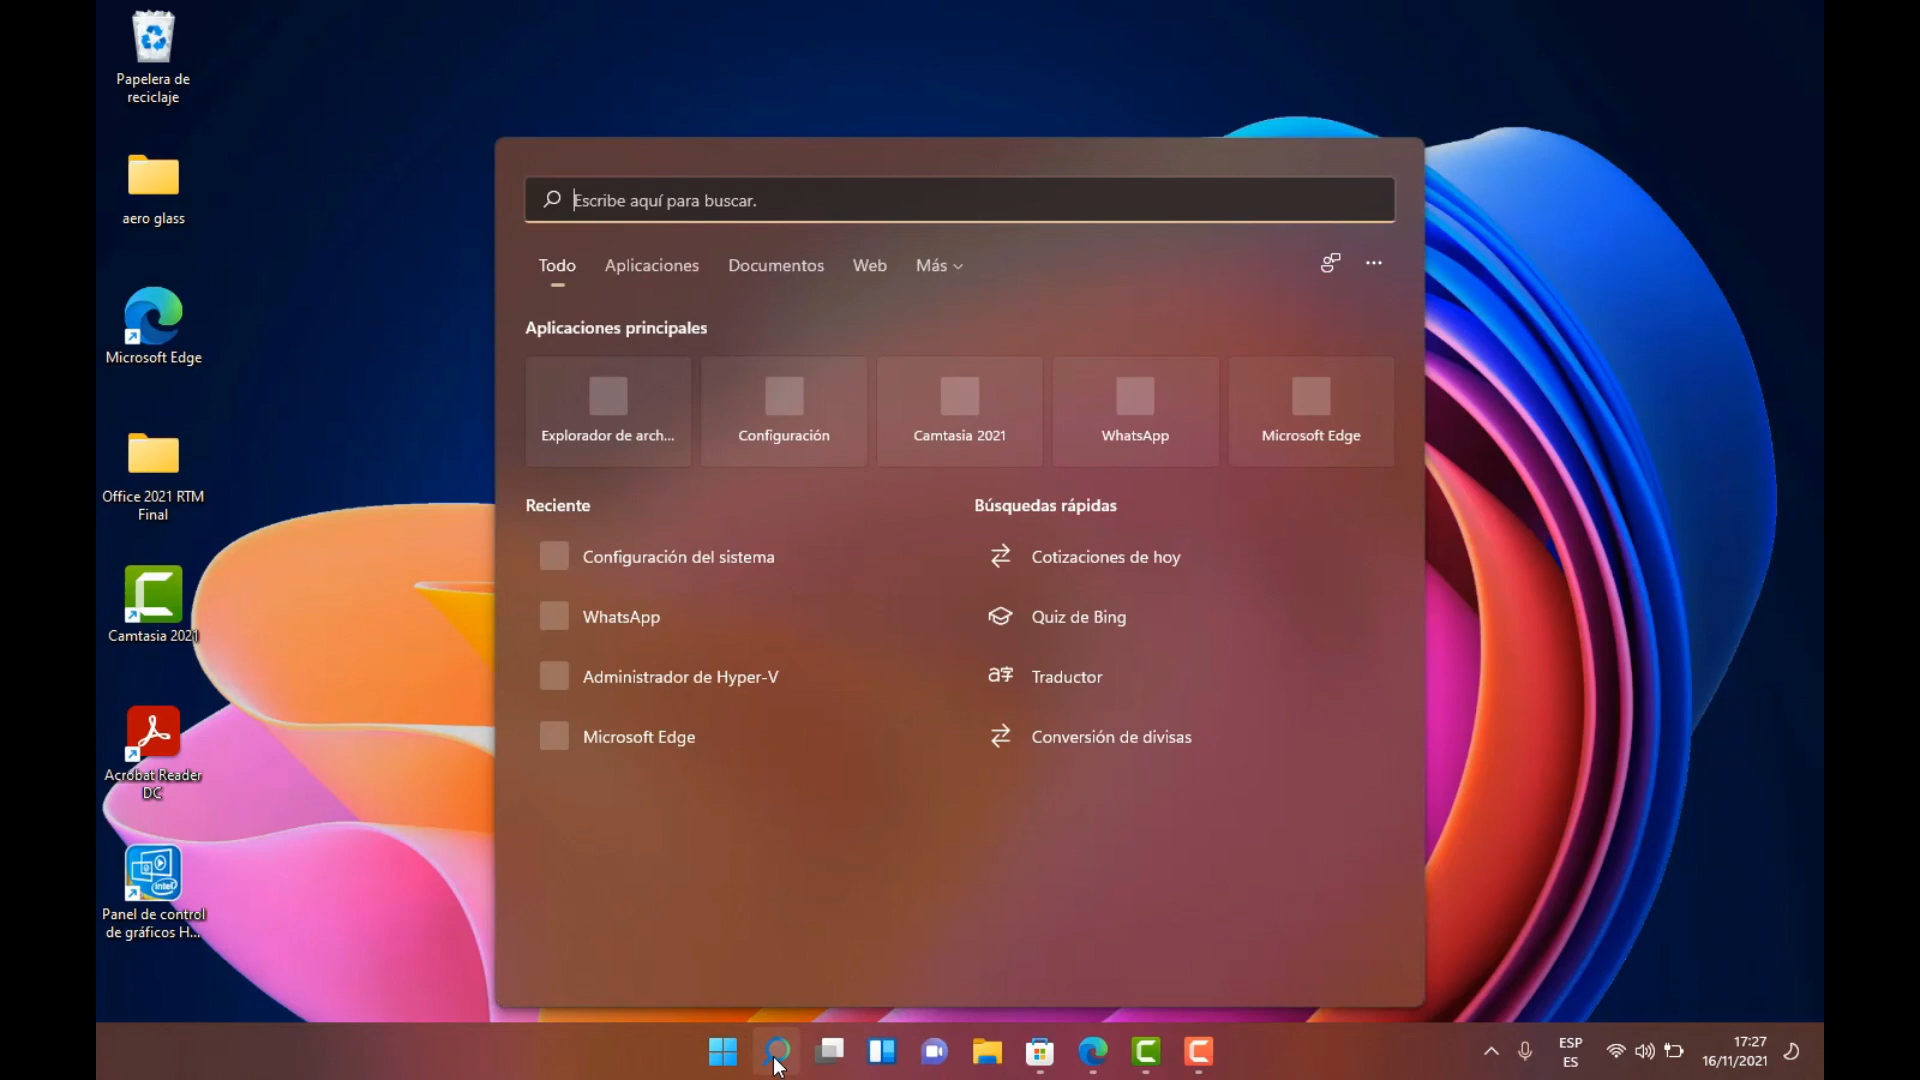 Papelera de
reciclaje
aero glass
Microsoft Edge
Office 2021 RTM
Final
Camtasia 2021
Acrobat Reader
DC
intel
Panel de control
de gráficos H...
Escribe aquí para buscar.
Todo Aplicaciones Documentos Web Más
Aplicaciones principales
Explorador de arch... Configuración Camtasia 2021 WhatsApp Microsoft Edge
Reciente
Configuración del sistema
WhatsApp
Administrador de Hyper-V
Microsoft Edge
Búsquedas rápidas
Cotizaciones de hoy
Quiz de Bing
Traductor
Conversión de divisas
ESP
ES
17:27
16/11/2021